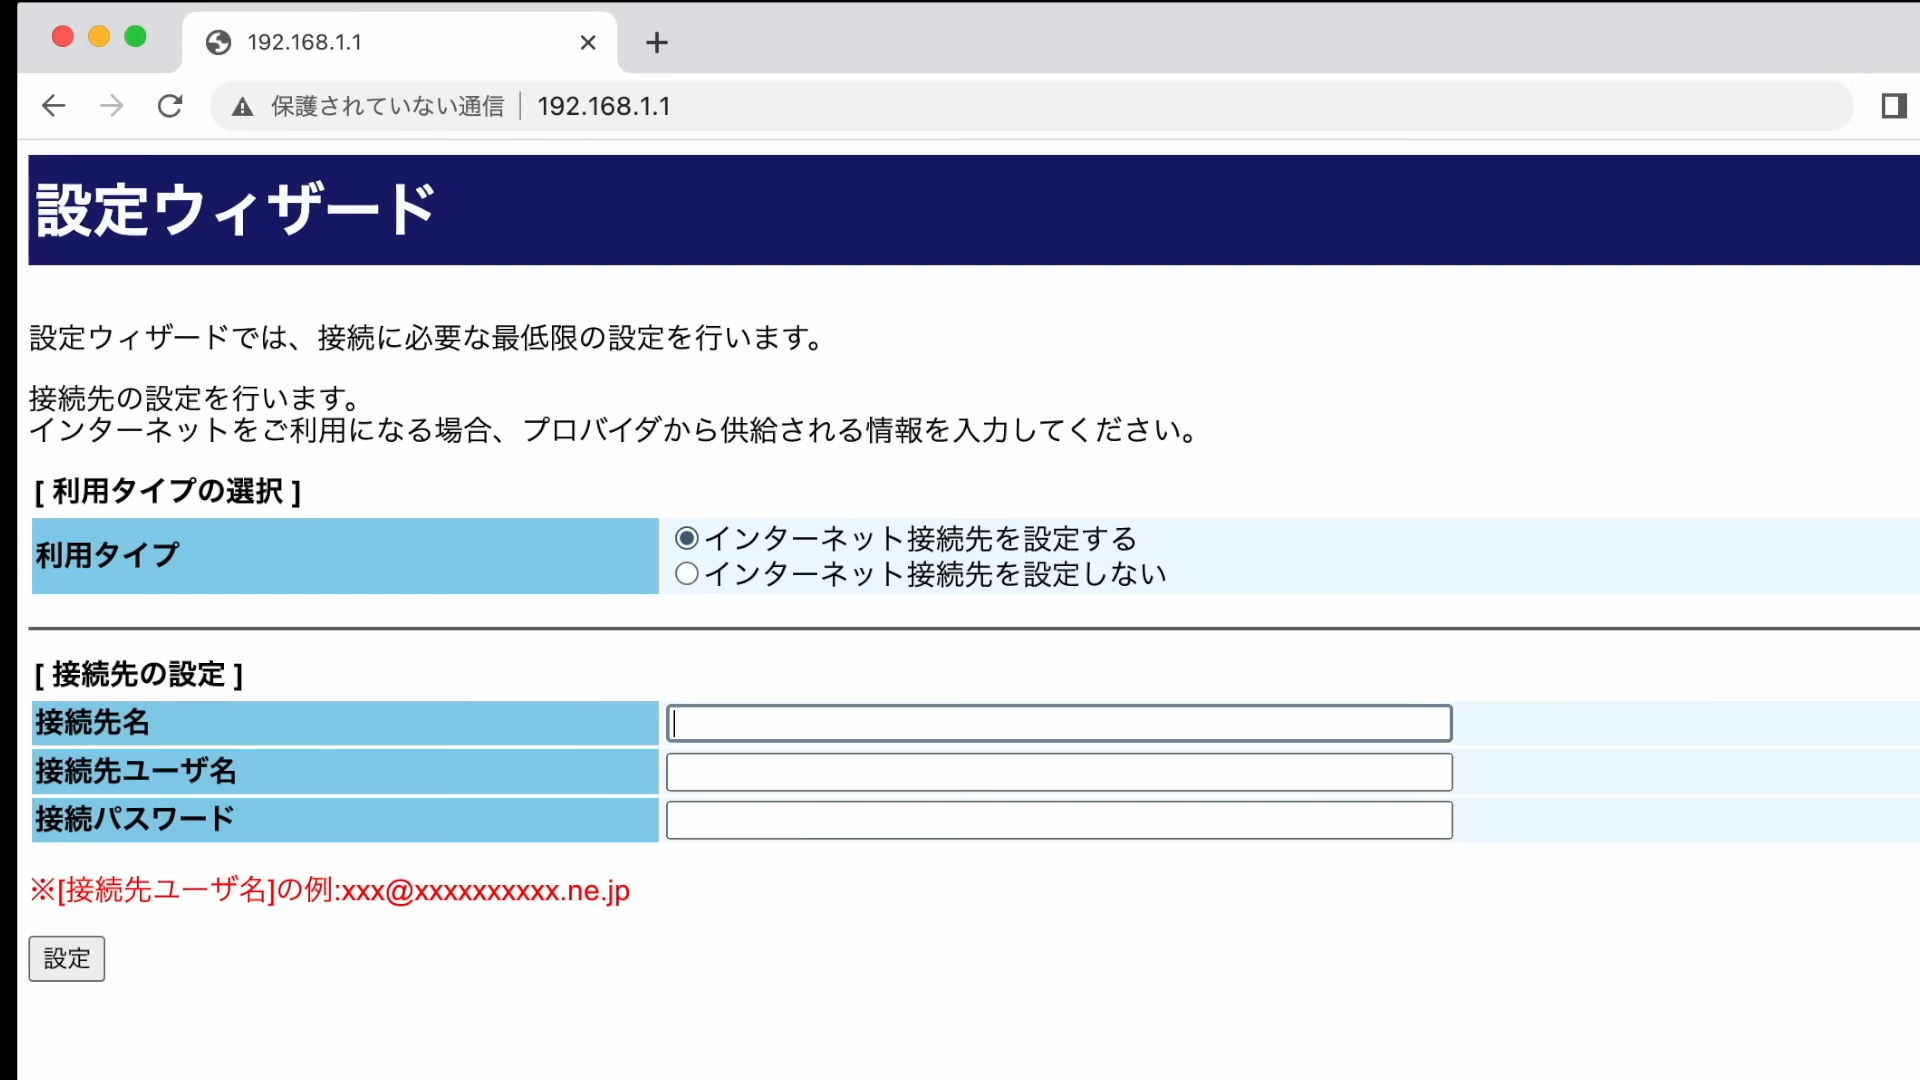 192.168.1.1
保護されていない通信 192.168.1.1
設定ウィザード
設定ウィザードでは、接続に必要な最低限の設定を行います。
接続先の設定を行います。
インターネットをご利用になる場合、プロバイダから供給される情報を入力してください。
[ 利用タイプの選択 ]
利用タイプ
インターネット接続先を設定する
インターネット接続先を設定しない
[ 接続先の設定 ]
接続先名
接続先ユーザ名
接続パスワード
※[接続先ユーザ名]の例:xxx@xxxxxxxxxx.ne.jp
設定